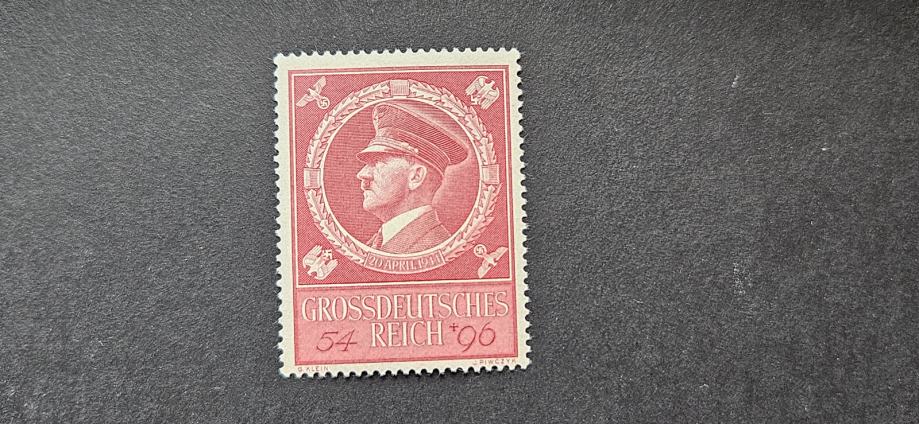 20 APRIL 1944
GROSSDEUTSCHES
54 REICH +96
G. KLEIN J. PIWCZYK